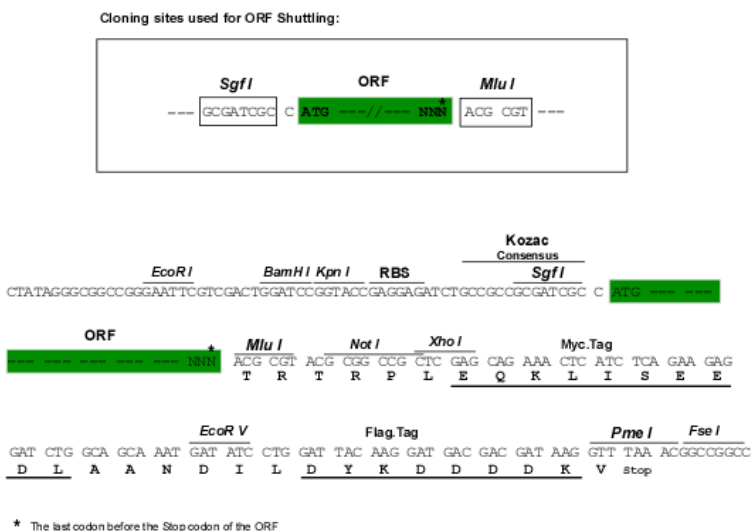 Cloning sites used for ORF Shuttling:
Sgf I ORF Mlu I
--- GCGATCGC C ATG ---//--- NNN* ACG CGT ---
Kozac
Consensus
EcoR I BamH I Kpn I RBS Sgf I
CTATAGGGCGGCCGGGAATTCGTCGACTGGATCCGGTACCGAGGAGATCTGCCGCCGCGATCGC C ATG --- ---
ORF
Mlu I Not I Xho I Myc.Tag
--- --- --- --- --- --- NNN* ACG CGT ACG CGG CCG CTC GAG CAG AAA CTC ATC TCA GAA GAG
T R T R P L E Q K L I S E E
EcoR V Flag.Tag Pme I Fse I
GAT CTG GCA GCA AAT GAT ATC CTG GAT TAC AAG GAT GAC GAC GAT AAG GTT TAA ACGGCCGGCC
D L A A N D I L D Y K D D D D K V Stop
* The last codon before the Stop codon of the ORF